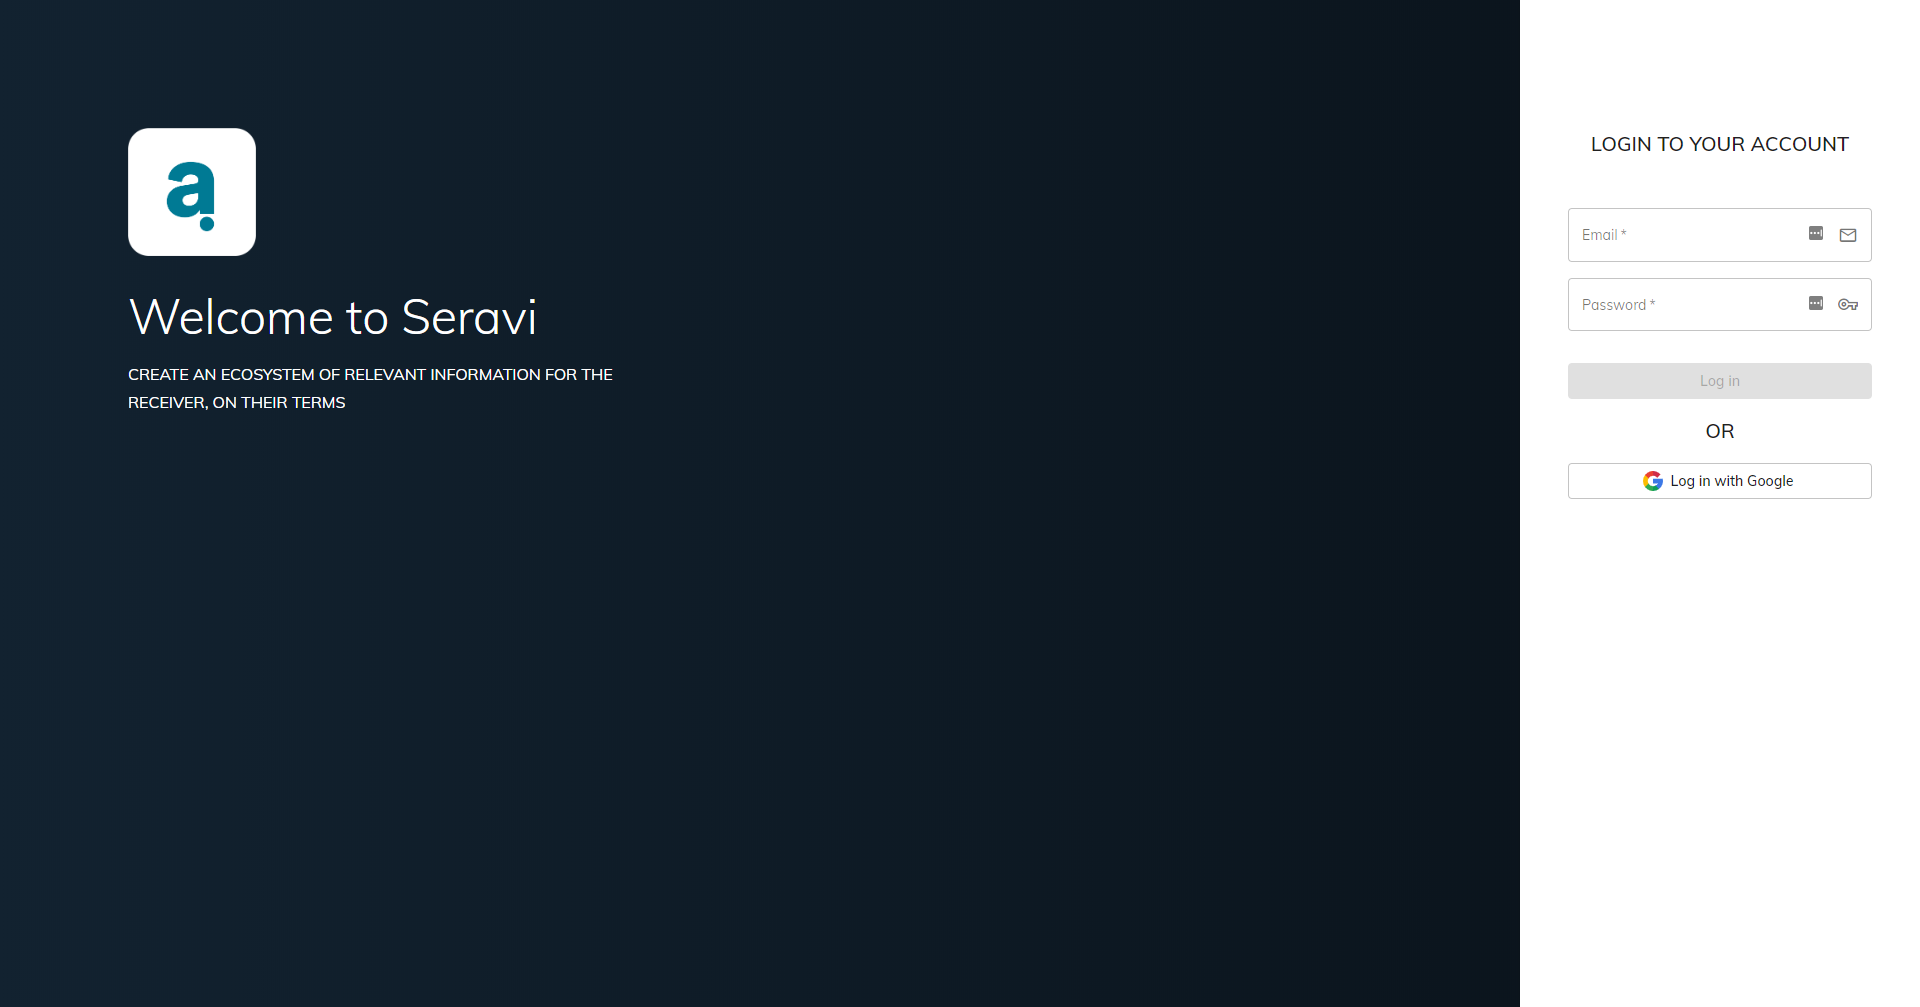 a
Welcome to Seravi
CREATE AN ECOSYSTEM OF RELEVANT INFORMATION FOR THE
RECEIVER, ON THEIR TERMS
LOGIN TO YOUR ACCOUNT
Email *
Password *
Log in
OR
Log in with Google